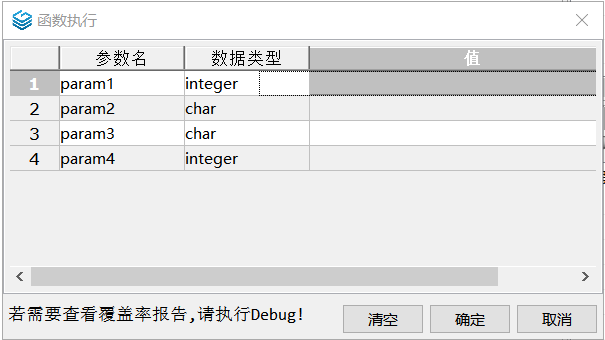 函数执行
参数名 数据类型 值
1 param1 integer
2 param2 char
3 param3 char
4 param4 integer
若需要查看覆盖率报告,请执行Debug! 清空 确定 取消